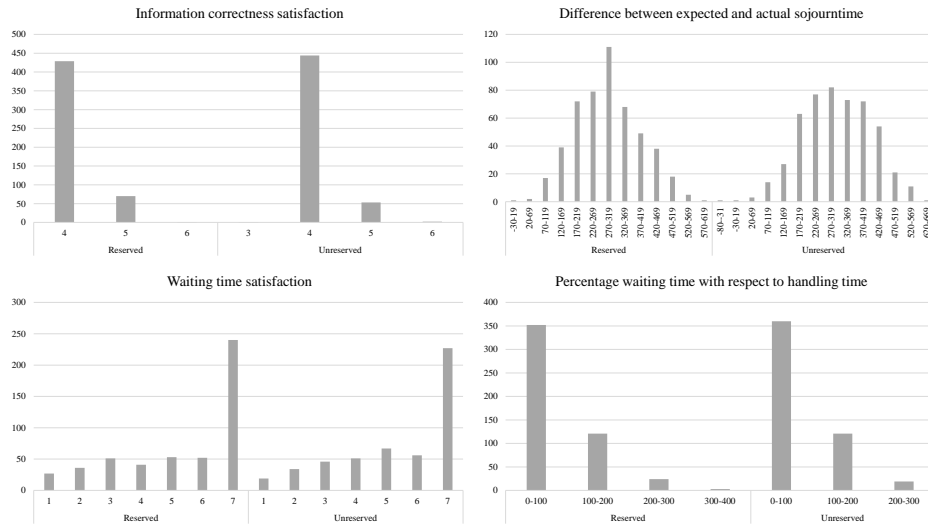 Information correctness satisfaction
500
450
400
350
300
250
200
150
100
50
0
4 5 6 3 4 5 6
Reserved Unreserved
Difference between expected and actual sojourntime
120
100
80
60
40
20
0
-30-19 20-69 70-119 120-169 170-219 220-269 270-319 320-369 370-419 420-469 470-519 520-569 570-619 -80--31 -30-19 20-69 70-119 120-169 170-219 220-269 270-319 320-369 370-419 420-469 470-519 520-569 620-669
Reserved Unreserved
Waiting time satisfaction
300
250
200
150
100
50
0
1 2 3 4 5 6 7 1 2 3 4 5 6 7
Reserved Unreserved
Percentage waiting time with respect to handling time
400
350
300
250
200
150
100
50
0
0-100 100-200 200-300 300-400 0-100 100-200 200-300
Reserved Unreserved